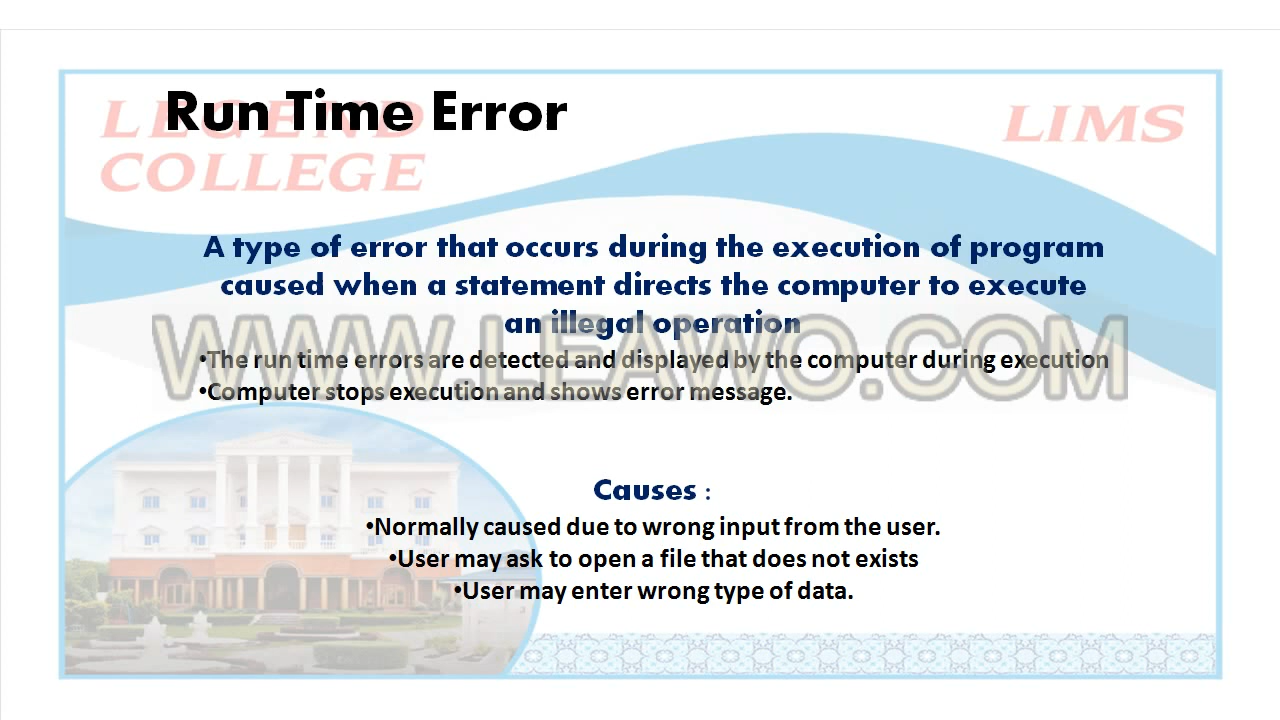 Run Time Error
LEGEND
COLLEGE
LIMS
A type of error that occurs during the execution of program
caused when a statement directs the computer to execute
an illegal operation
WWW.LEAWO.COM
•The run time errors are detected and displayed by the computer during execution
•Computer stops execution and shows error message.
Causes :
•Normally caused due to wrong input from the user.
•User may ask to open a file that does not exists
•User may enter wrong type of data.